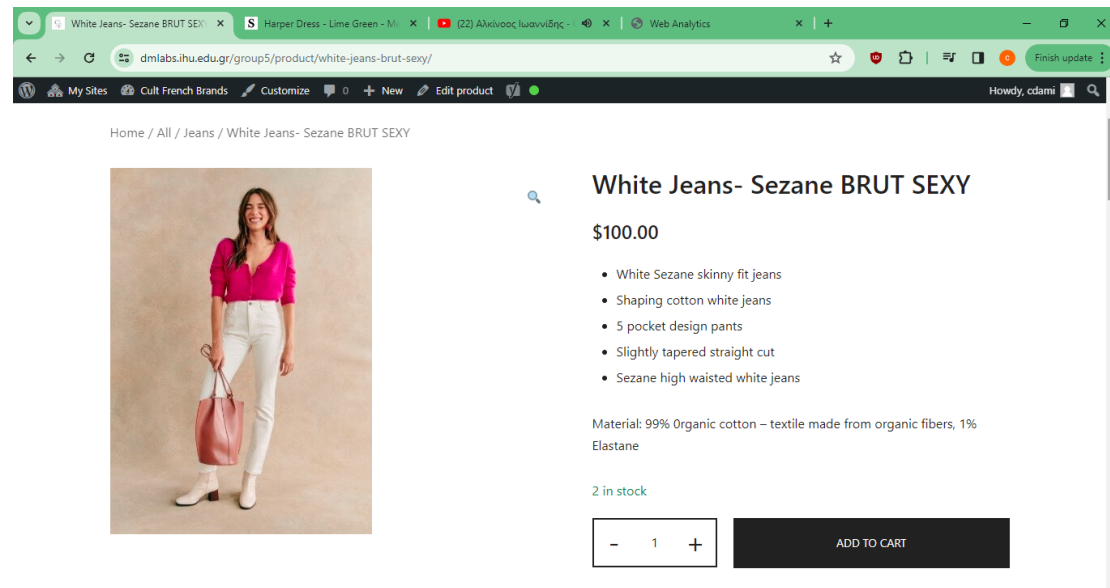 White Jeans- Sezane BRUT SEX
S Harper Dress - Lime Green - M
(22) Αλκίνοος Ιωαννίδης -
Web Analytics
dmlabs.ihu.edu.gr/group5/product/white-jeans-brut-sexy/
Finish update
My Sites
Cult French Brands
Customize
0
New
Edit product
Howdy, cdami
Home / All / Jeans / White Jeans- Sezane BRUT SEXY
White Jeans- Sezane BRUT SEXY
$100.00
White Sezane skinny fit jeans
Shaping cotton white jeans
5 pocket design pants
Slightly tapered straight cut
Sezane high waisted white jeans
Material: 99% 0rganic cotton – textile made from organic fibers, 1%
Elastane
2 in stock
- 1 +
ADD TO CART